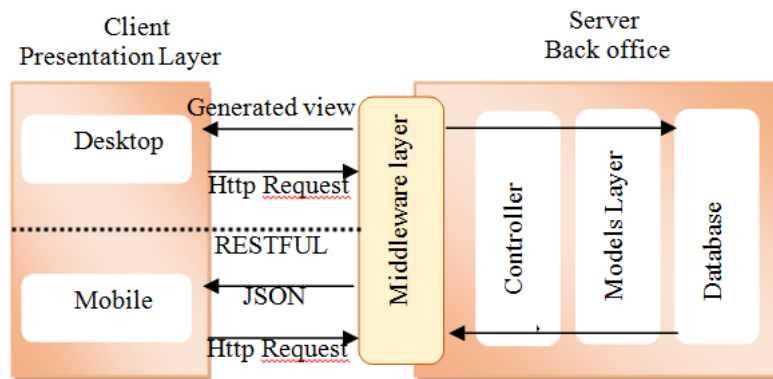 Client
Presentation Layer
Server
Back office
Generated view
Desktop
Http Request
RESTFUL
Mobile
JSON
Http Request
Middleware layer
Controller
Models Layer
Database